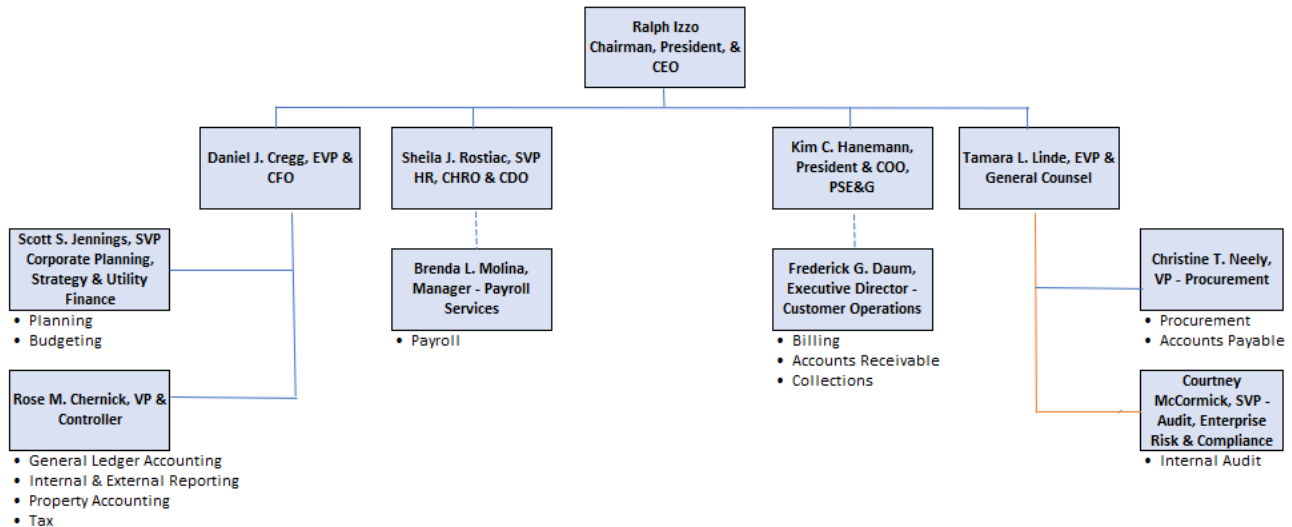 Ralph Izzo
Chairman, President, &
CEO
Daniel J. Cregg, EVP &
CFO
Sheila J. Rostiac, SVP
HR, CHRO & CDO
Kim C. Hanemann,
President & COO,
PSE&G
Tamara L. Linde, EVP &
General Counsel
Scott S. Jennings, SVP
Corporate Planning,
Strategy & Utility
Finance
• Planning
• Budgeting
Brenda L. Molina,
Manager - Payroll
Services
• Payroll
Frederick G. Daum,
Executive Director -
Customer Operations
• Billing
• Accounts Receivable
• Collections
Christine T. Neely,
VP - Procurement
• Procurement
• Accounts Payable
Rose M. Chernick, VP &
Controller
• General Ledger Accounting
• Internal & External Reporting
• Property Accounting
• Tax
Courtney
McCormick, SVP -
Audit, Enterprise
Risk & Compliance
• Internal Audit